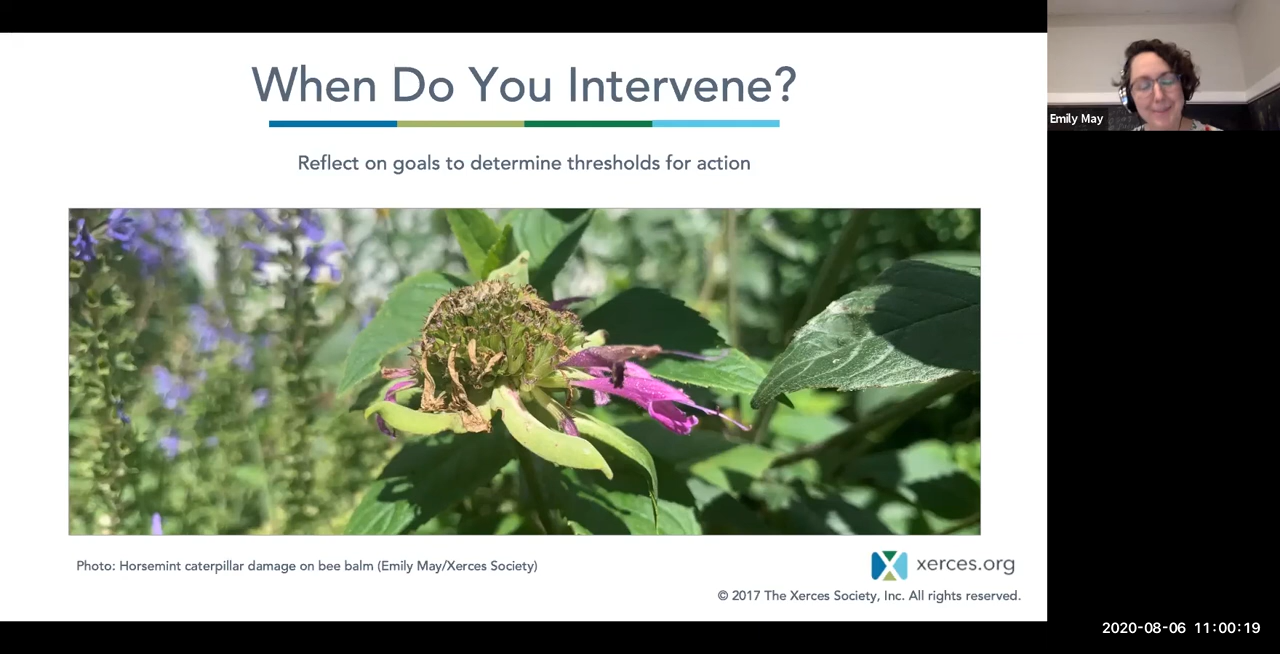 When Do You Intervene?
Reflect on goals to determine thresholds for action
Emily May
Photo: Horsemint caterpillar damage on bee balm (Emily May/Xerces Society)
xerces.org
© 2017 The Xerces Society, Inc. All rights reserved.
2020-08-06 11:00:19